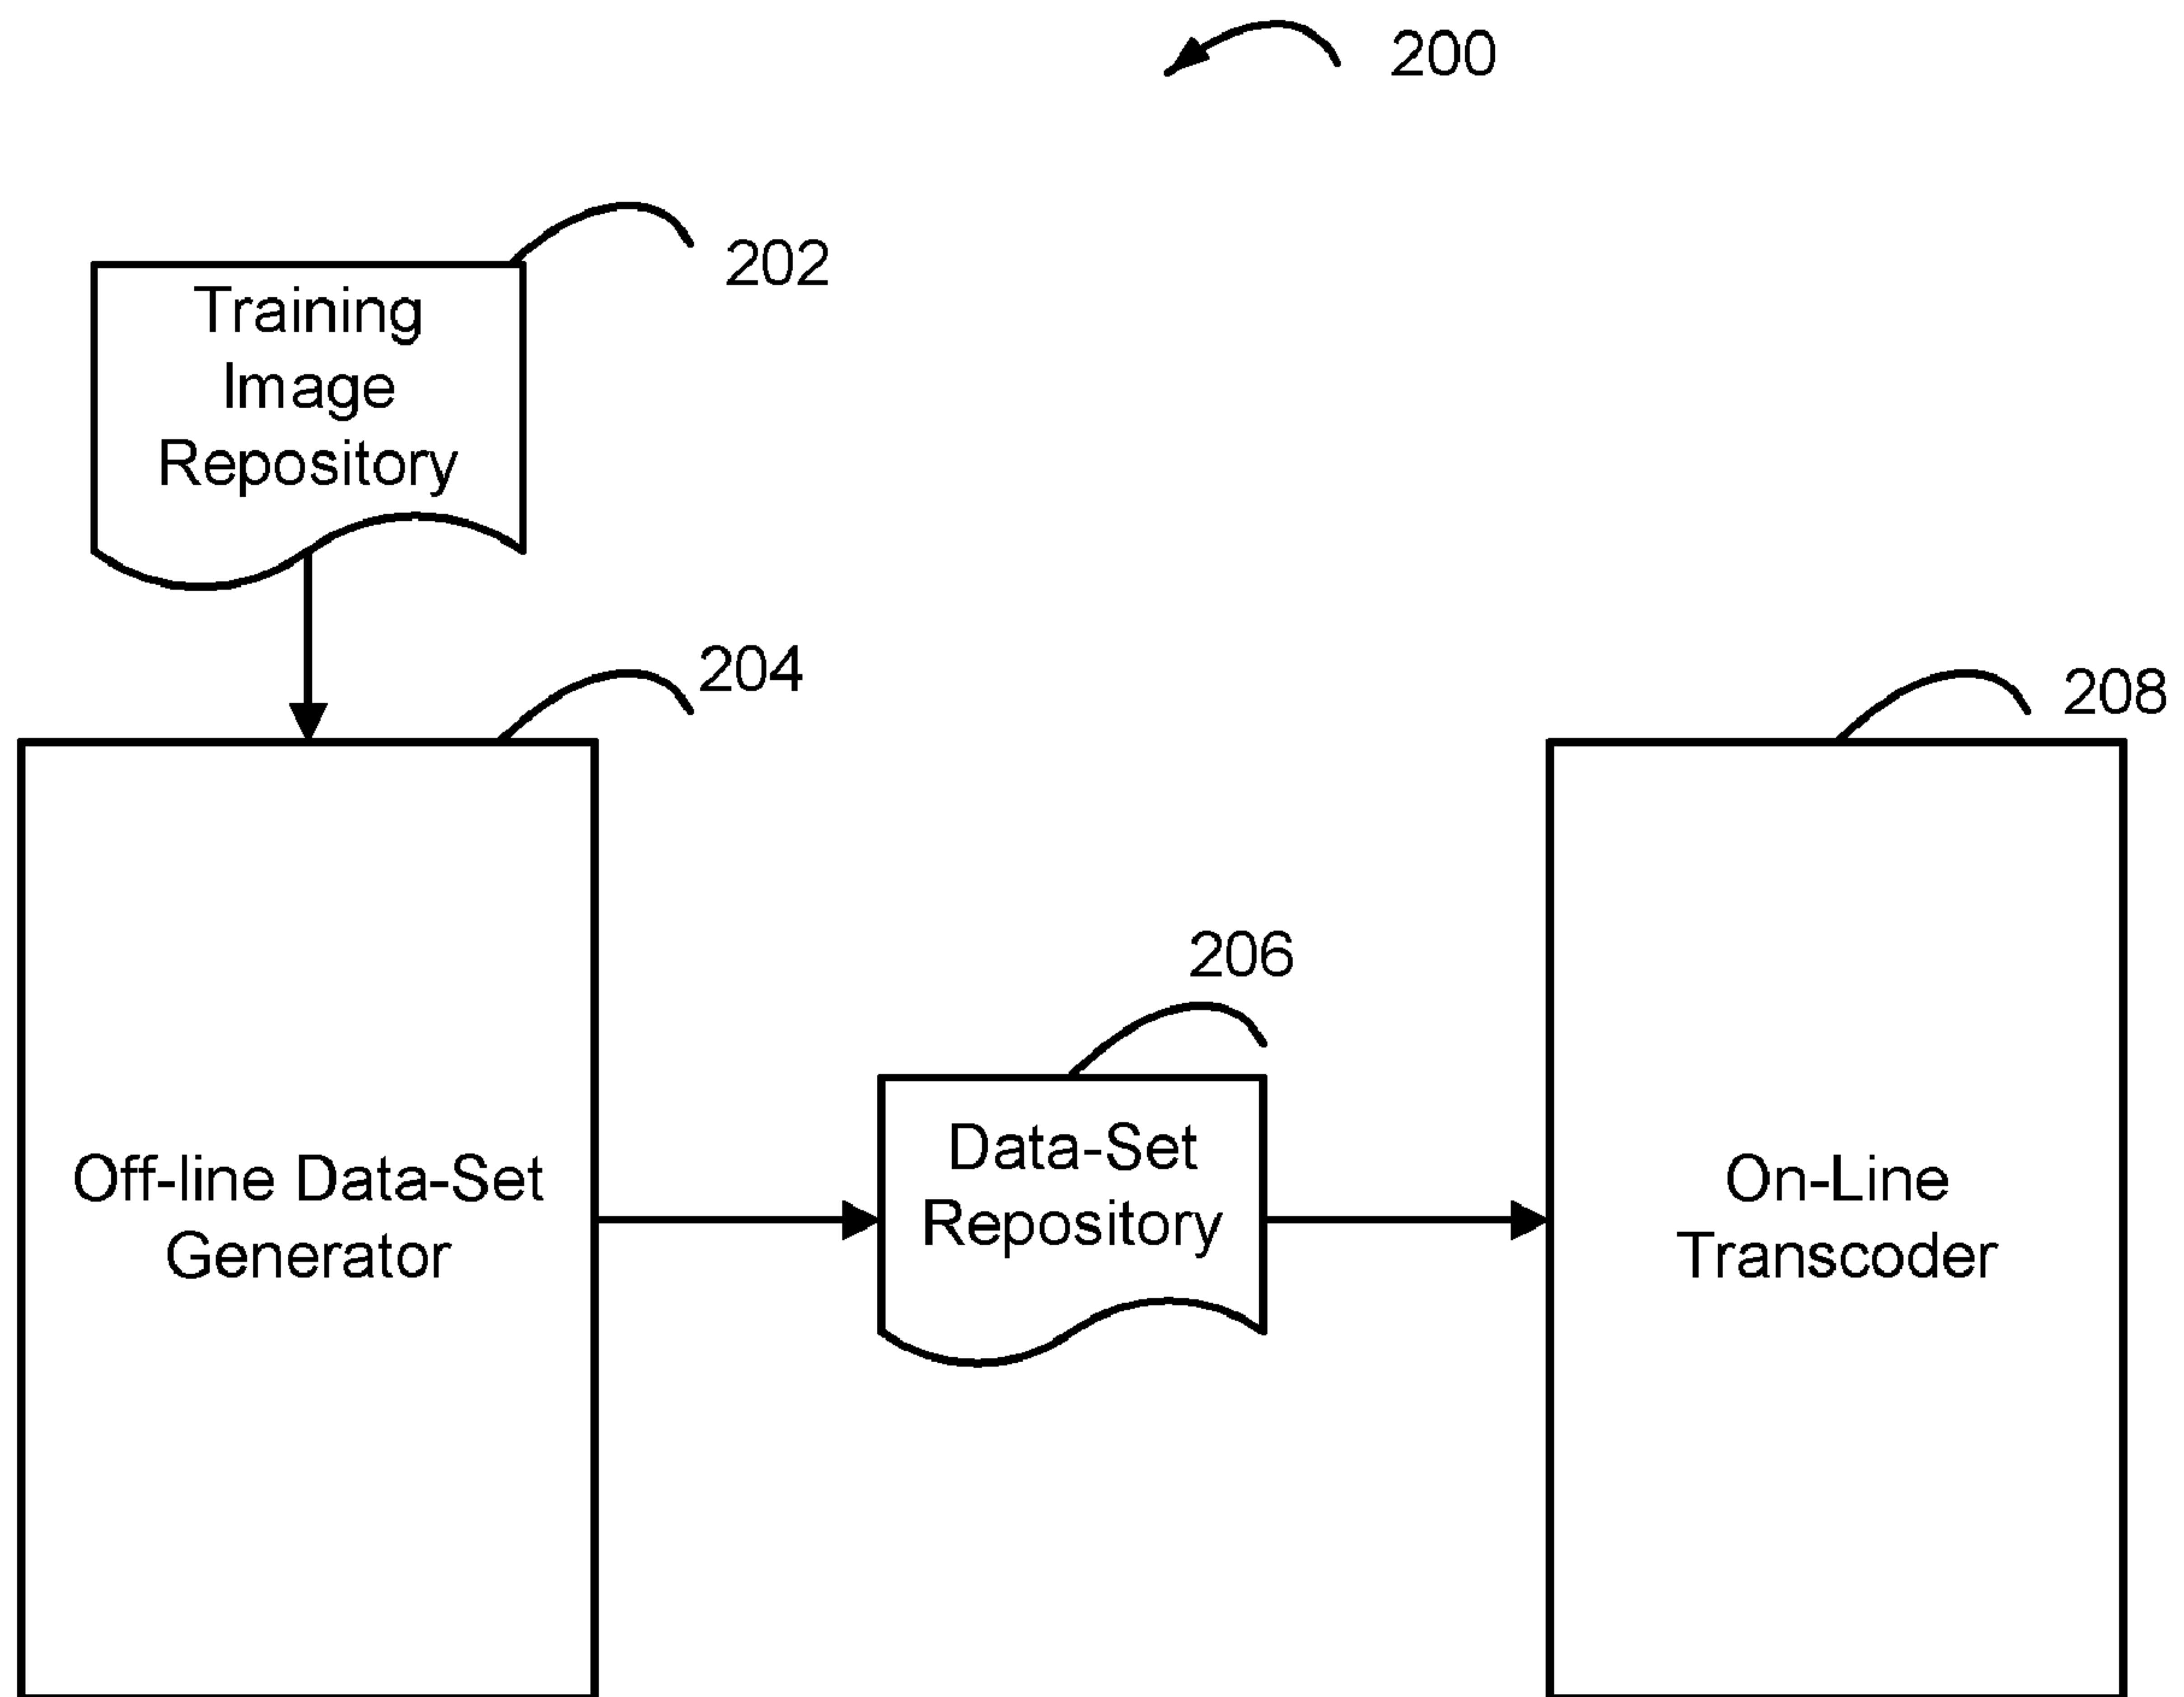 200
202
Training
Image
Repository
204
208
206
Data-Set
Repository
Off-line Data-Set
Generator
On-Line
Transcoder